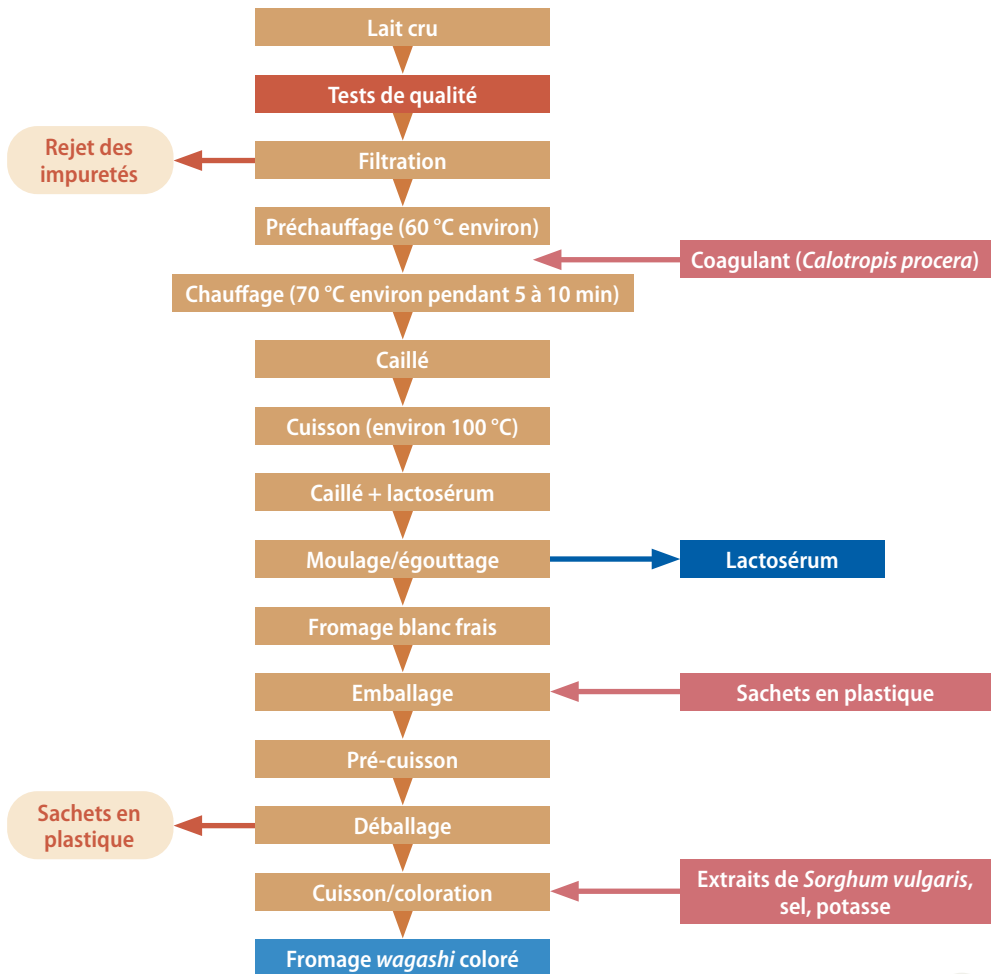 Lait cru
Tests de qualité
Rejet des
impuretés
Filtration
Préchauffage (60 °C environ)
Coagulant (Calotropis procera)
Chauffage (70 °C environ pendant 5 à 10 min)
Caillé
Cuisson (environ 100 °C)
Caillé + lactosérum
Moulage/égouttage
Lactosérum
Fromage blanc frais
Emballage
Sachets en plastique
Pré-cuisson
Sachets en
plastique
Déballage
Cuisson/coloration
Extraits de Sorghum vulgaris,
sel, potasse
Fromage wagashi coloré